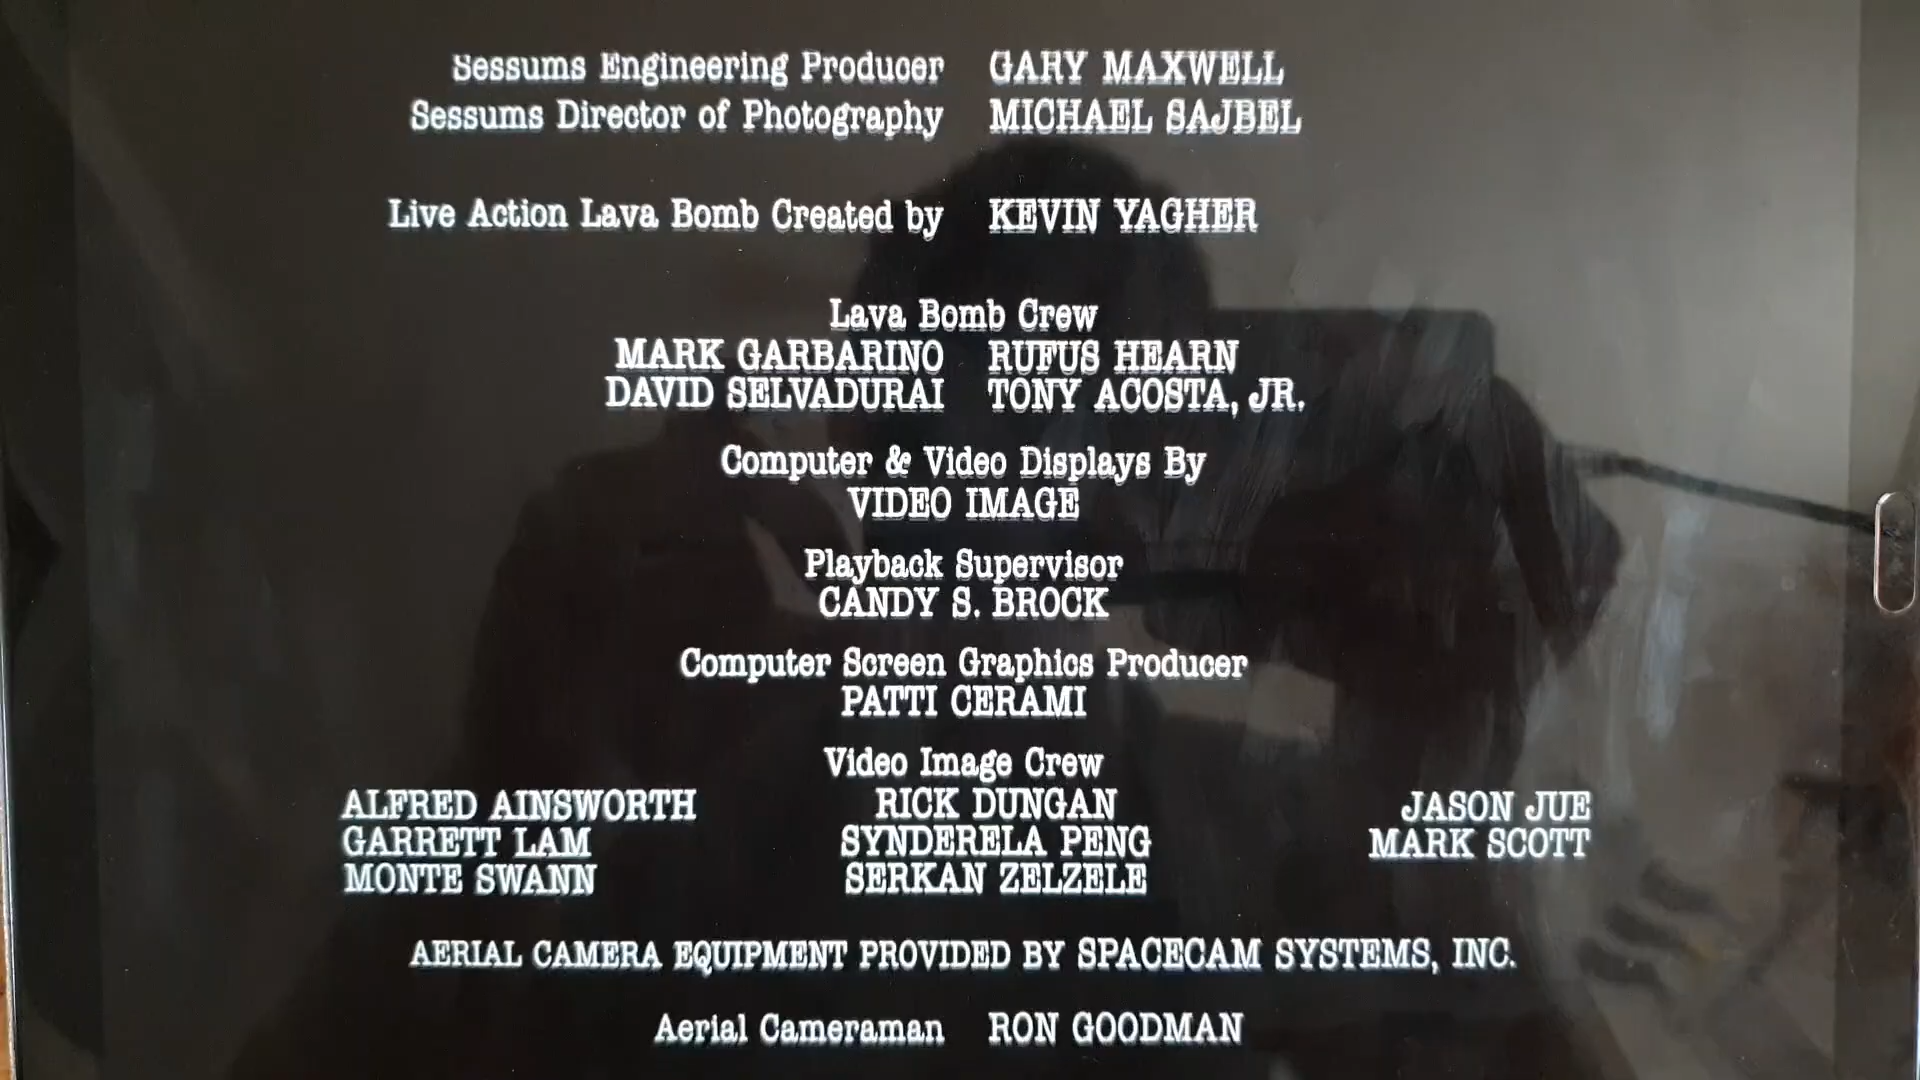 Sessums Engineering Producer GARY MAXWELL
Sessums Director of Photography MICHAEL SAJBEL
Live Action Lava Bomb Created by KEVIN YAGHER
Lava Bomb Crew
MARK GARBARINO RUFUS HEARN
DAVID SELVADURAI TONY ACOSTA, JR.
Computer & Video Displays By
VIDEO IMAGE
Playback Supervisor
CANDY S. BROCK
Computer Screen Graphics Producer
PATTI CERAMI
Video Image Crew
ALFRED AINSWORTH RICK DUNGAN JASON JUE
GARRETT LAM SYNDERELA PENG MARK SCOTT
MONTE SWANN SERKAN ZELZELE
AERIAL CAMERA EQUIPMENT PROVIDED BY SPACECAM SYSTEMS, INC.
Aerial Cameraman RON GOODMAN